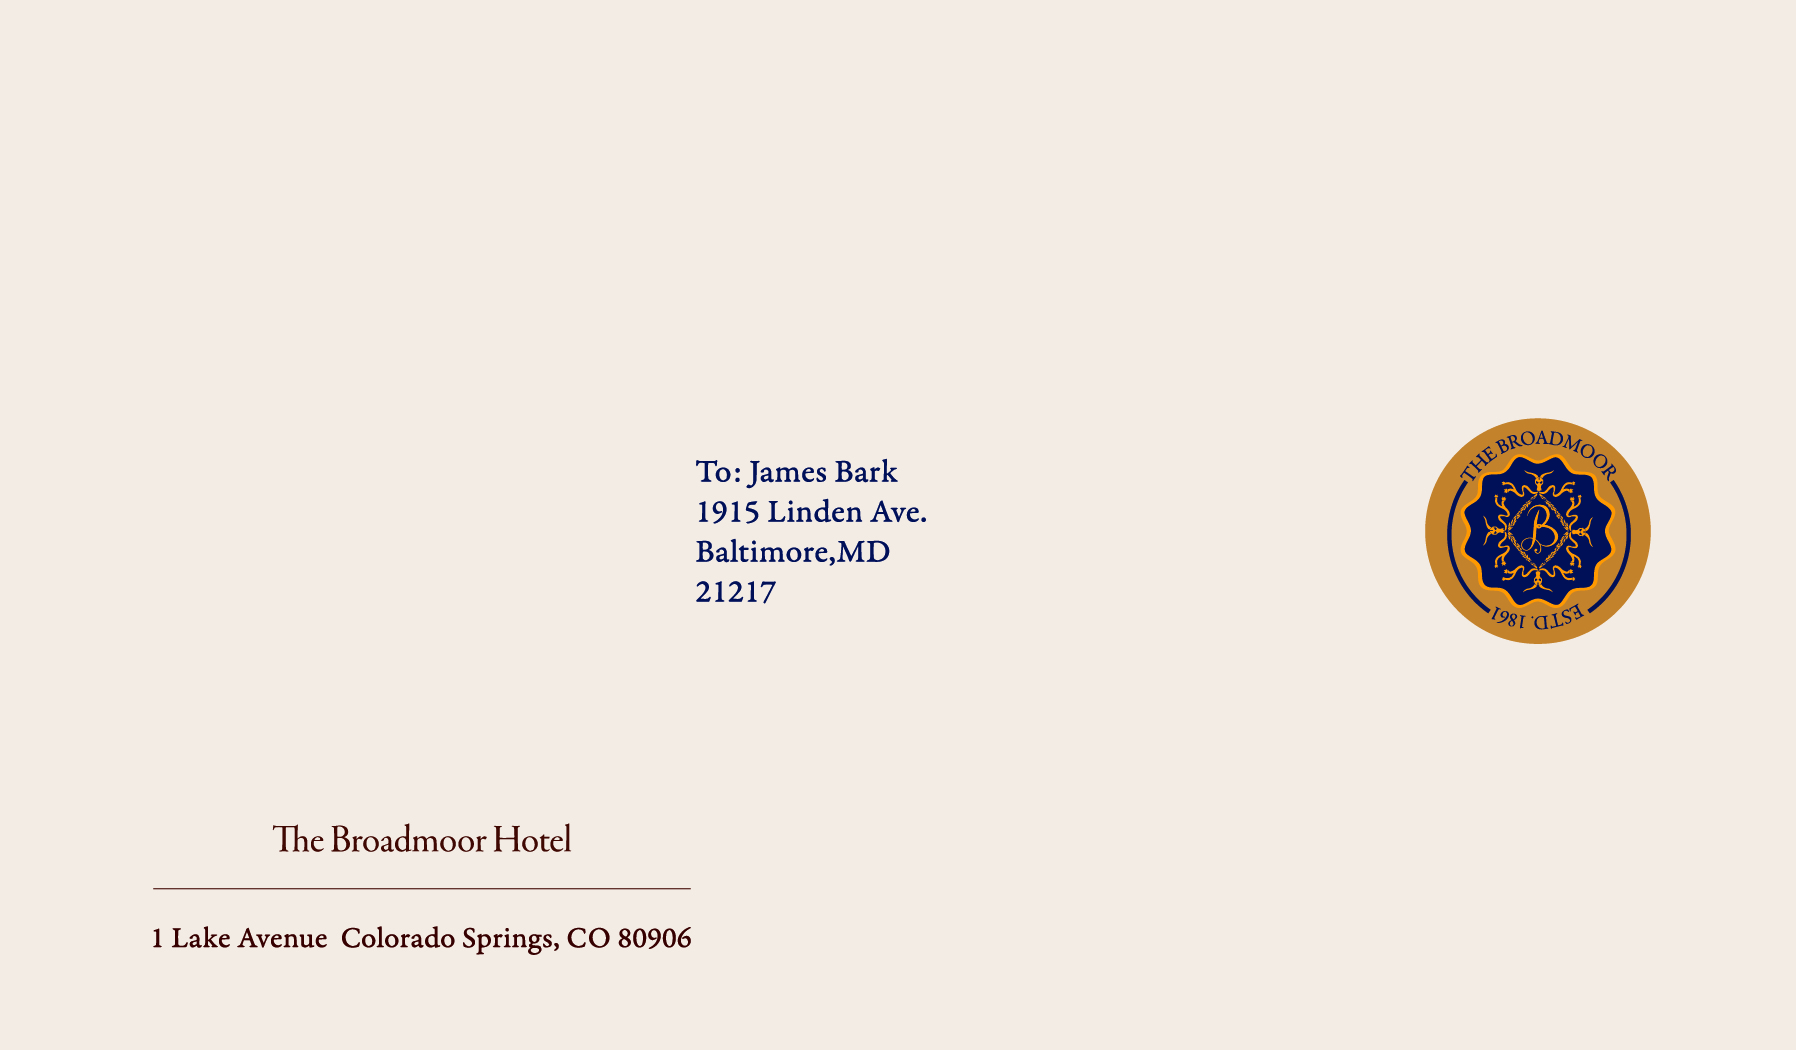 To: James Bark
1915 Linden Ave.
Baltimore,MD
21217
THE BROADMOOR
B
ESTD. 1861
The Broadmoor Hotel
1 Lake Avenue  Colorado Springs, CO 80906